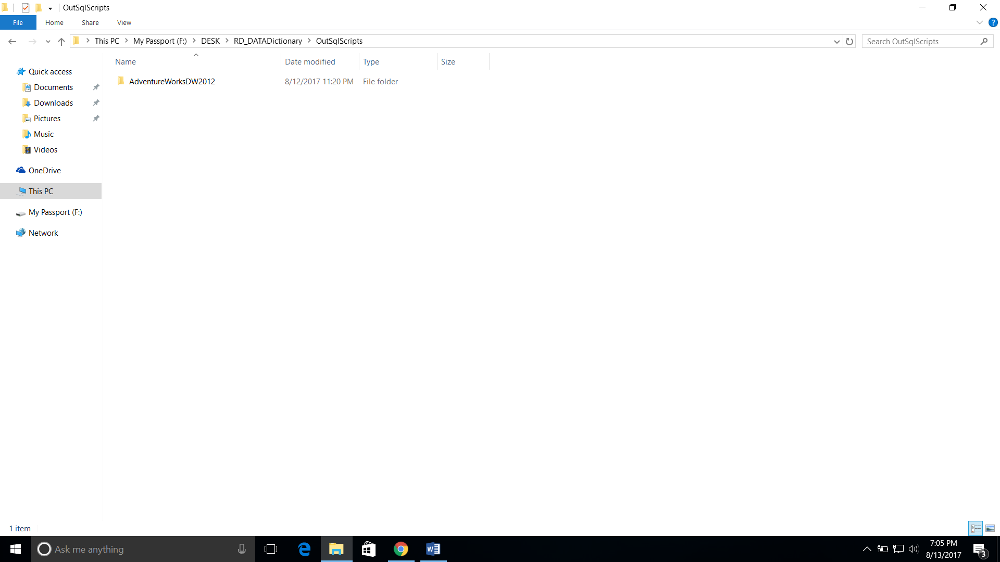 OutSqlScripts
File Home Share View
This PC My Passport (F:) DESK RD_DATADictionary OutSqlScripts
Search OutSqlScripts
Name Date modified Type Size
AdventureWorksDW2012 8/12/2017 11:20 PM File folder
Quick access
Documents
Downloads
Pictures
Music
Videos
OneDrive
This PC
My Passport (F:)
Network
1 item
Ask me anything
7:05 PM
8/13/2017
3